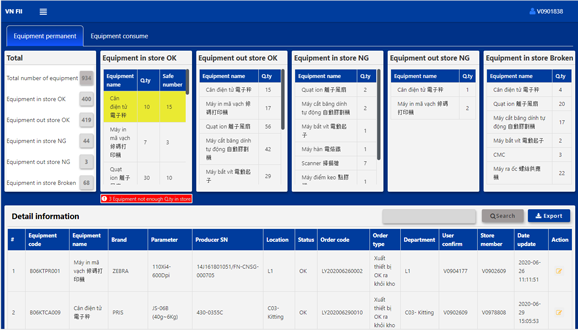 VN FII
V0901838
Equipment permanent
Equipment consume
Total
Total number of equipment 934
Equipment in store OK 400
Equipment out store OK 419
Equipment in store NG 44
Equipment out store NG 3
Equipment in store Broken 68
Equipment in store OK
Equipment name Q.ty Safe number
Cân điện tử 電子秤 10 15
Máy in mã vạch 條碼打印機 7 3
Quạt ion 離子 30 10
3 Equipment not enough Q.ty in store
Equipment out store OK
Equipment name Q.ty
Cân điện tử 電子秤 15
Máy in mã vạch 條碼打印機 17
Quạt ion 離子風扇 56
Máy cắt băng dính tự động 自動膠割機 42
Máy bắt vít 電動起子 29
Equipment in store NG
Equipment name Q.ty
Quạt ion 離子風扇 2
Máy cắt băng dính tự động 自動膠割機 2
Máy bắt vít 電動起子 1
Máy hàn 電焊器 1
Scanner 掃描槍 7
Máy điểm keo 點膠 1
Equipment out store NG
Equipment name Q.ty
Cân điện tử 電子秤 1
Máy in mã vạch 條碼打印機 2
Equipment in store Broken
Equipment name Q.ty
Cân điện tử 電子秤 4
Quạt ion 離子風扇 20
Máy cắt băng dính tự động 自動膠割機 17
Máy bắt vít 電動起子 2
CMC 3
Máy ra ốc 螺絲供應機 22
Detail information
Search
Export
# Equipment code Equipment name Brand Parameter Producer SN Location Status Order code Order type Department User confirm Store member Date update Action
1 B06KTPR001 Máy in mã vạch 條碼打印機 ZEBRA 110Xi4-600Dpi 14J161801051/FN-CNSG-000705 L1 OK LY202006260002 Xuất thiết bị OK ra khỏi kho L1 V0904177 V0902609 2020-06-26 11:11:51
2 B06KTCA009 Cân điện tử 電子秤 PRIS JS-06B (40g~6Kg) 430-0355C C03-Kitting OK LY202006290010 Xuất thiết bị OK ra khỏi kho C03- Kitting V0902609 V0978808 2020-06-29 15:05:53